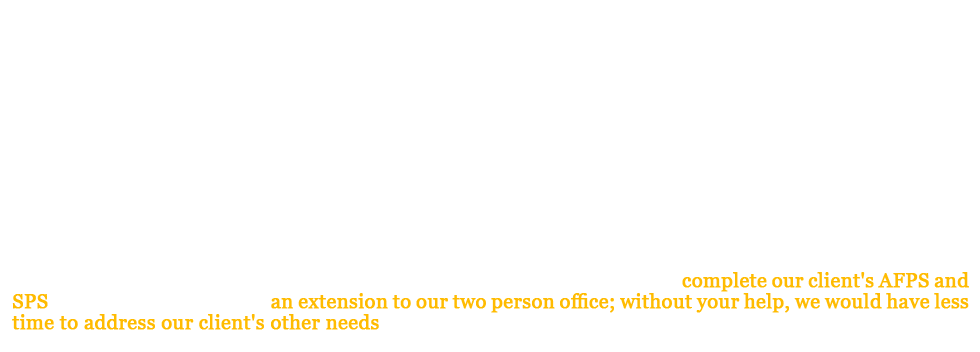 complete our client's AFPS and
SPS an extension to our two person office; without your help, we would have less
time to address our client's other needs